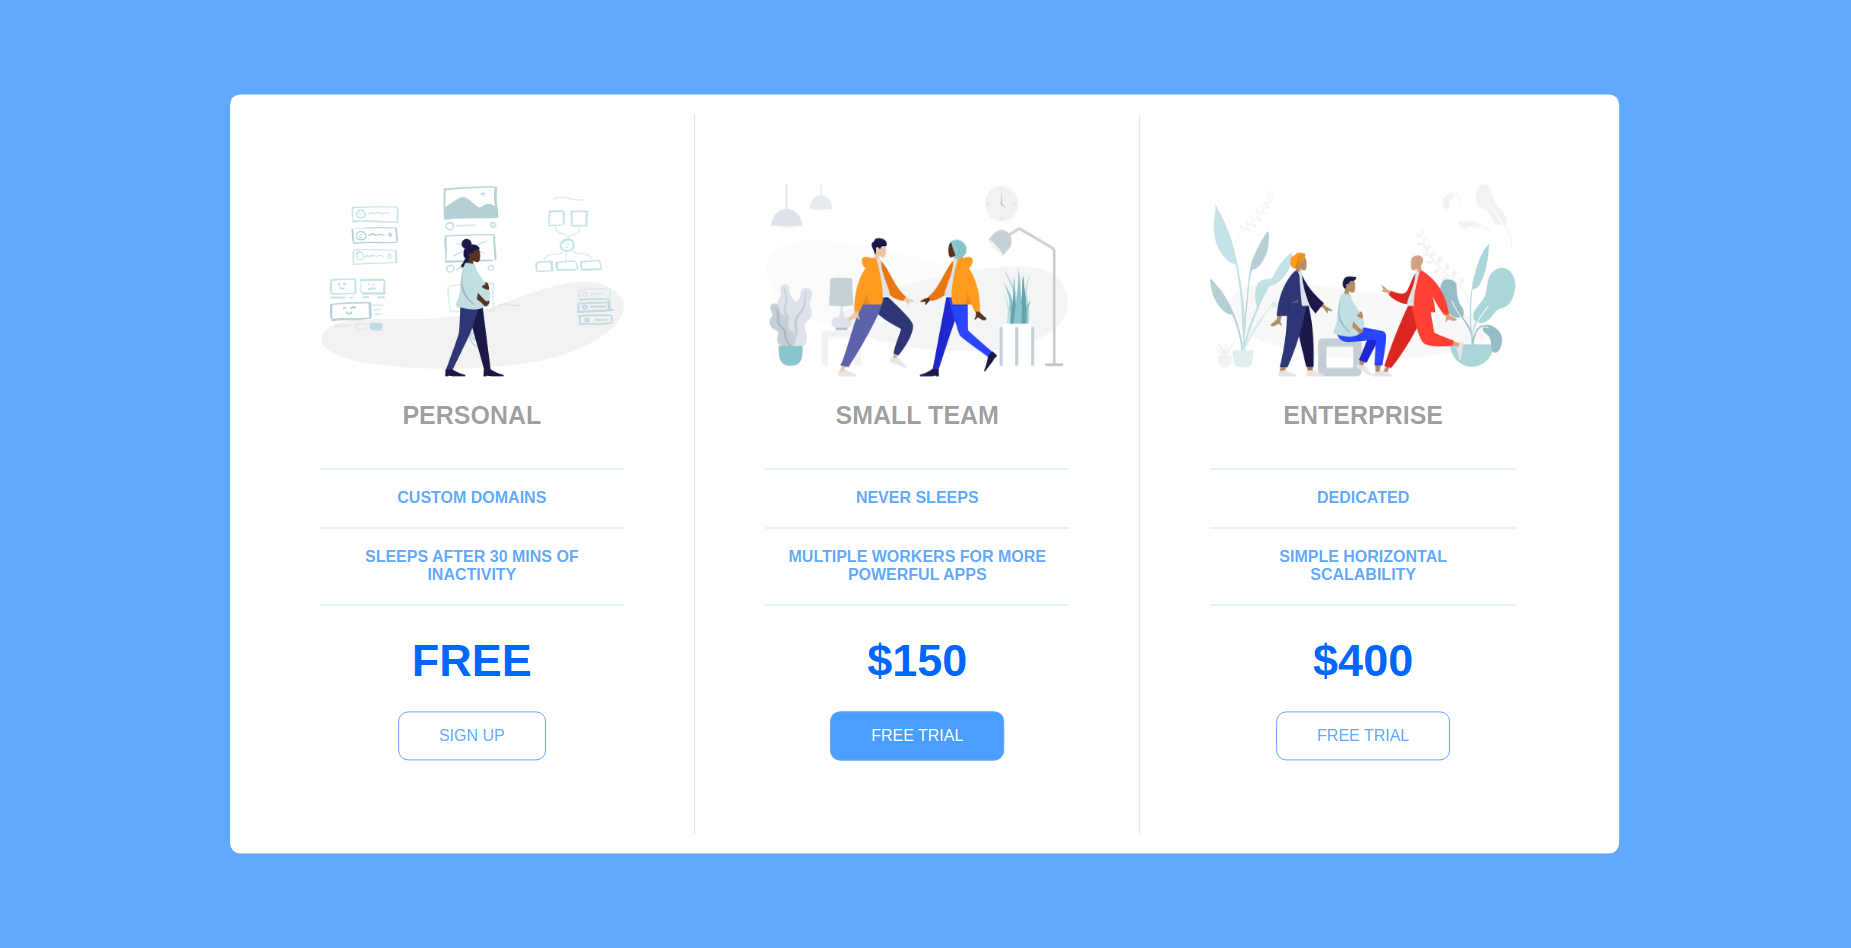 PERSONAL
CUSTOM DOMAINS
SLEEPS AFTER 30 MINS OF
INACTIVITY
FREE
SIGN UP
SMALL TEAM
NEVER SLEEPS
MULTIPLE WORKERS FOR MORE
POWERFUL APPS
$150
FREE TRIAL
ENTERPRISE
DEDICATED
SIMPLE HORIZONTAL
SCALABILITY
$400
FREE TRIAL